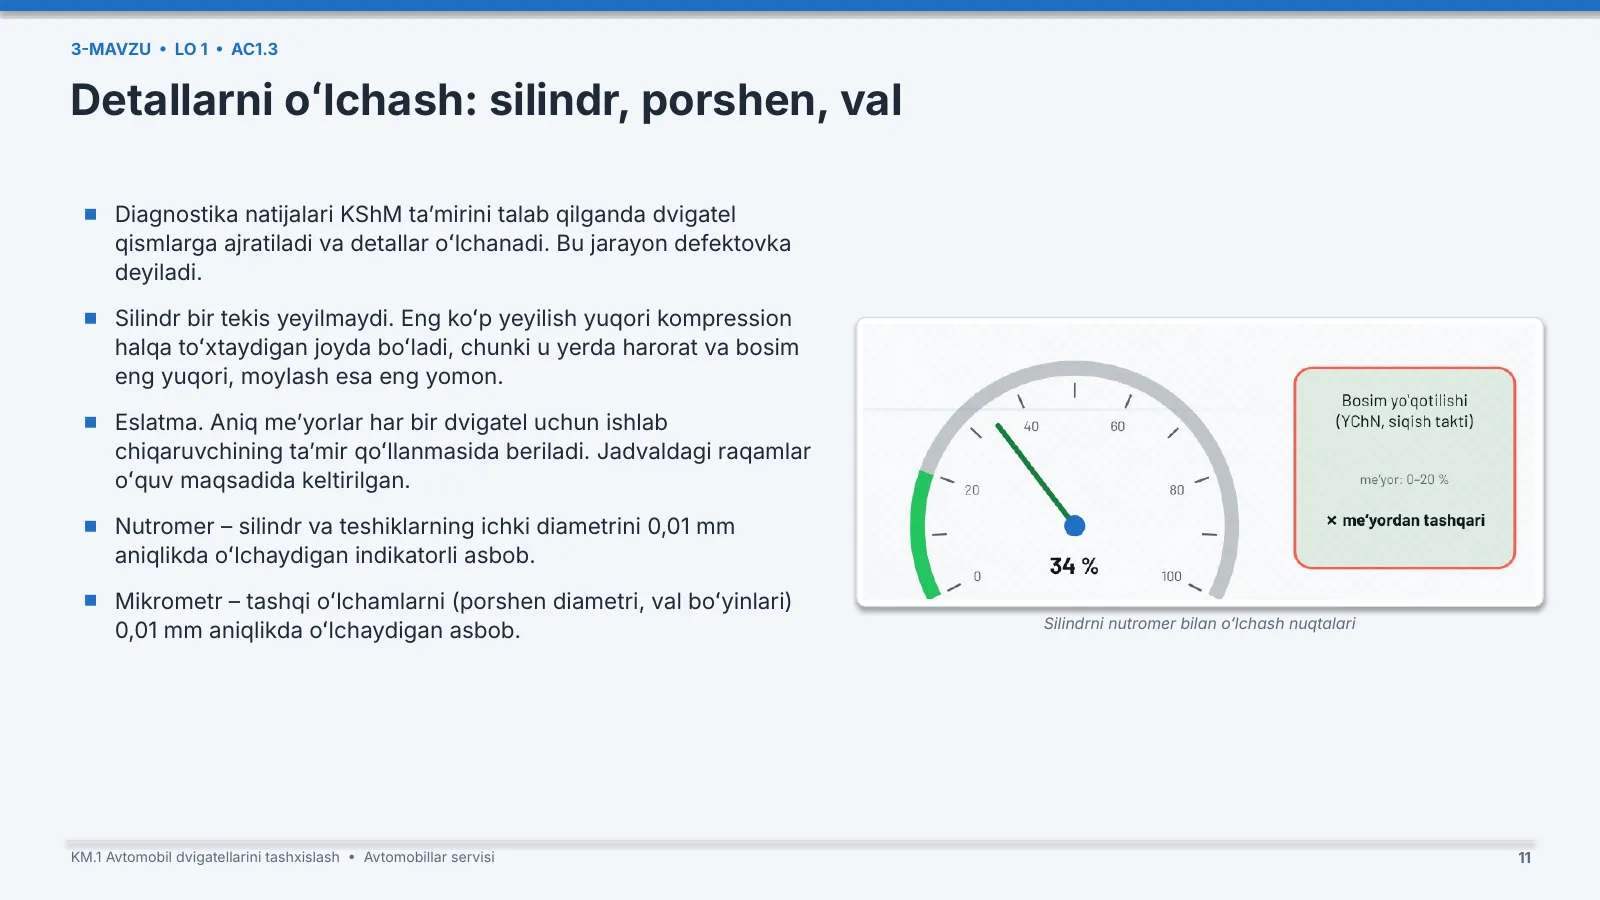 3-MAVZU • LO 1 • AC1.3
Detallarni oʻlchash: silindr, porshen, val
Diagnostika natijalari KShM taʼmirini talab qilganda dvigatel
qismlarga ajratiladi va detallar oʻlchanadi. Bu jarayon defektovka
deyiladi.
Silindr bir tekis yeyilmaydi. Eng koʻp yeyilish yuqori kompression
halqa toʻxtaydigan joyda boʻladi, chunki u yerda harorat va bosim
eng yuqori, moylash esa eng yomon.
Eslatma. Aniq meʼyorlar har bir dvigatel uchun ishlab
chiqaruvchining taʼmir qoʻllanmasida beriladi. Jadvaldagi raqamlar
oʻquv maqsadida keltirilgan.
Nutromer – silindr va teshiklarning ichki diametrini 0,01 mm
aniqlikda oʻlchaydigan indikatorli asbob.
Mikrometr – tashqi oʻlchamlarni (porshen diametri, val boʻyinlari)
0,01 mm aniqlikda oʻlchaydigan asbob.
0
20
40
60
80
100
34 %
Bosim yoʻqotilishi
(YChN, siqish takti)
meʼyor: 0–20 %
× meʼyordan tashqari
Silindrni nutromer bilan oʻlchash nuqtalari
KM.1 Avtomobil dvigatellarini tashxislash • Avtomobillar servisi
11